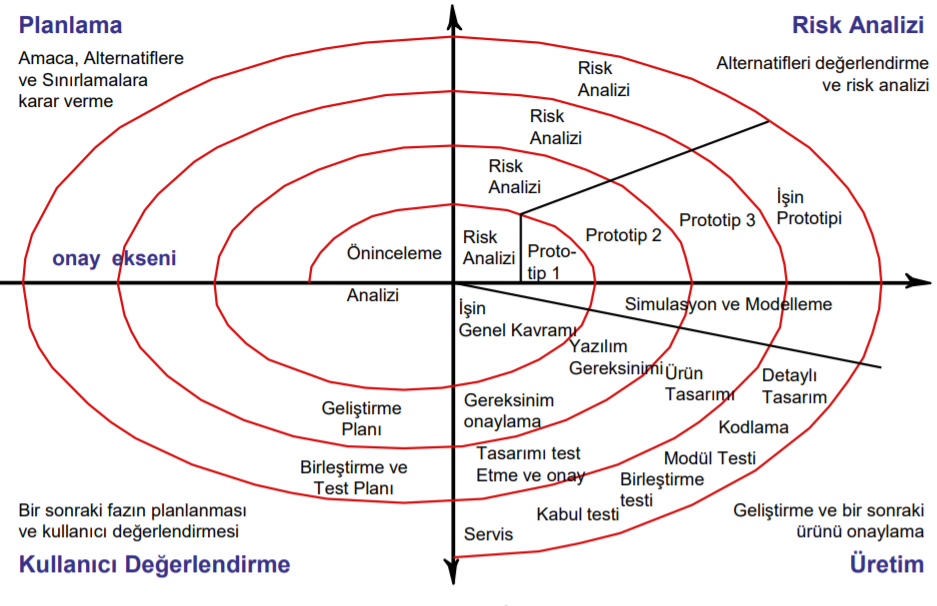 Planlama
Amaca, Alternatiflere
ve Sınırlamalara
karar verme
Risk Analizi
Alternatifleri değerlendirme
ve risk analizi
Risk
Analizi
Risk
Analizi
Risk
Analizi
Risk
Analizi
Proto-
tip 1
Prototip 2
Prototip 3
İşin
Prototipi
onay ekseni
Öninceleme
Analizi
İşin
Genel Kavramı
Simulasyon ve Modelleme
Yazılım
Gereksinimi
Ürün
Tasarımı
Detaylı
Tasarım
Geliştirme
Planı
Gereksinim
onaylama
Kodlama
Birleştirme ve
Test Planı
Tasarımı test
Etme ve onay
Modül Testi
Birleştirme
testi
Kabul testi
Servis
Bir sonraki fazın planlanması
ve kullanıcı değerlendirmesi
Kullanıcı Değerlendirme
Geliştirme ve bir sonraki
ürünü onaylama
Üretim